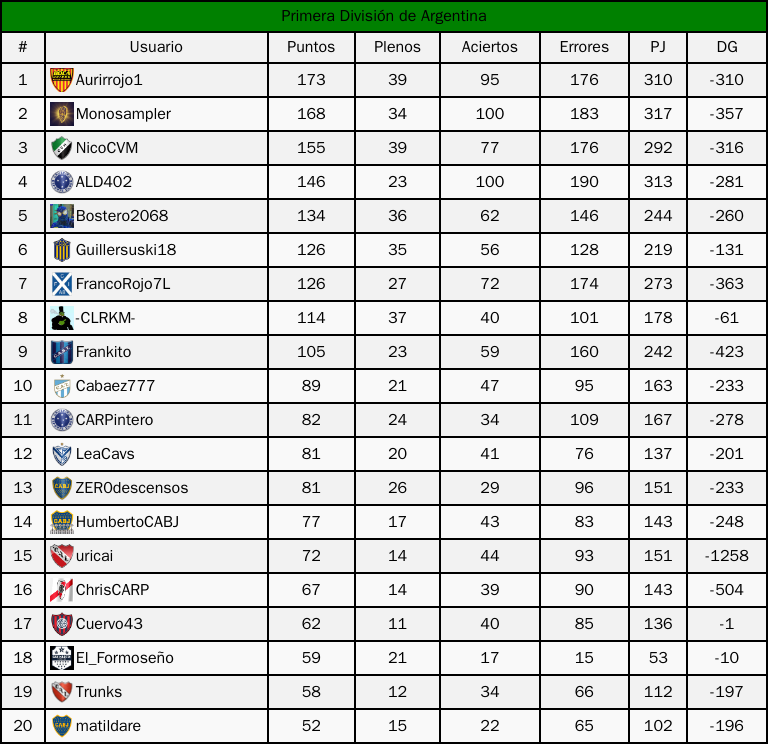 Primera División de Argentina
# Usuario Puntos Plenos Aciertos Errores PJ DG
1 Aurirrojo1 173 39 95 176 310 -310
2 Monosampler 168 34 100 183 317 -357
3 NicoCVM 155 39 77 176 292 -316
4 ALD402 146 23 100 190 313 -281
5 Bostero2068 134 36 62 146 244 -260
6 Guillersuski18 126 35 56 128 219 -131
7 FrancoRojo7L 126 27 72 174 273 -363
8 -CLRKM- 114 37 40 101 178 -61
9 Frankito 105 23 59 160 242 -423
10 Cabaez777 89 21 47 95 163 -233
11 CARPintero 82 24 34 109 167 -278
12 LeaCavs 81 20 41 76 137 -201
13 ZER0descensos 81 26 29 96 151 -233
14 HumbertoCABJ 77 17 43 83 143 -248
15 uricai 72 14 44 93 151 -1258
16 ChrisCARP 67 14 39 90 143 -504
17 Cuervo43 62 11 40 85 136 -1
18 El_Formoseño 59 21 17 15 53 -10
19 Trunks 58 12 34 66 112 -197
20 matildare 52 15 22 65 102 -196